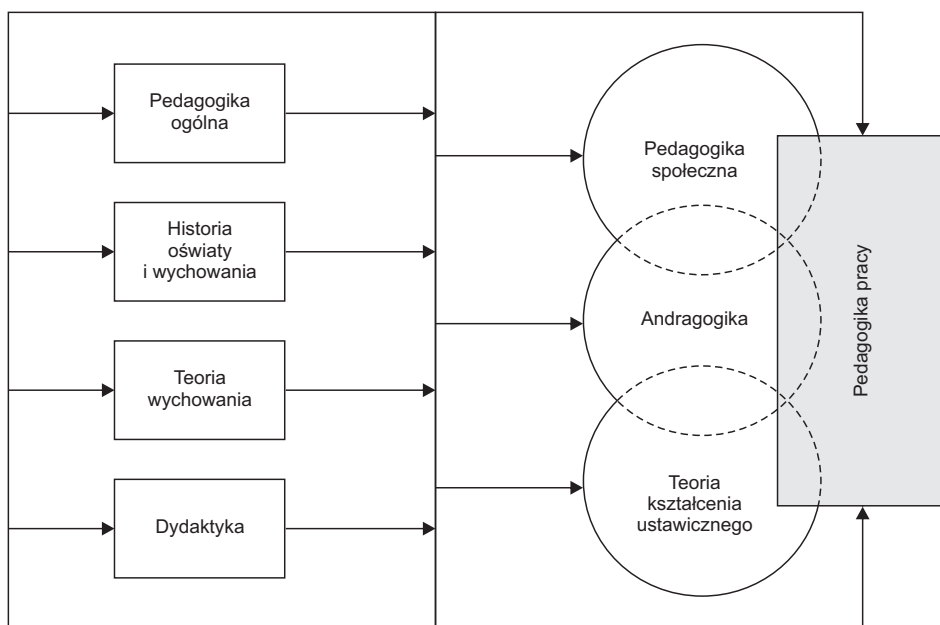 Pedagogika
ogólna
Historia
oświaty
i wychowania
Teoria
wychowania
Dydaktyka
Pedagogika
społeczna
Andragogika
Teoria
kształcenia
ustawicznego
Pedagogika pracy